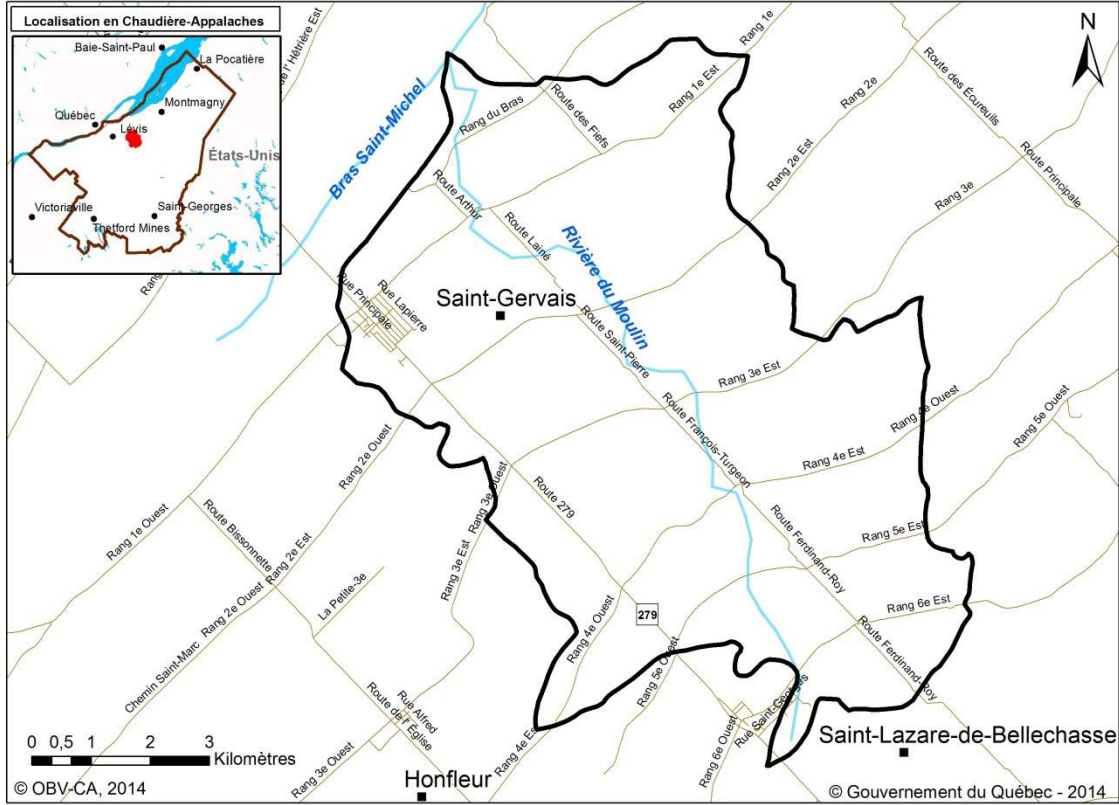 Localisation en Chaudière-Appalaches
Baie-Saint-Paul
La Pocatière
Montmagny
Québec
Lévis
États-Unis
Victoriaville
Saint-Georges
Thetford Mines
N
Rang 1e
Route des Écureuils
Rang 2e
Route des Fiefs
Rang 1e Est
Rang du Bras
Bras Saint-Michel
Rang 2e Est
Route Principale
Rang 3e
Route Arthur
Route Lainé
Rivière du Moulin
Rue Lapierre
Rue Principale
Saint-Gervais
Route Saint-Pierre
Rang 3e Est
Route François-Turgeon
Rang 4e Ouest
Rang 5e Ouest
Rang 4e Est
Rang 2e Ouest
Rang 3e Ouest
Route 279
Rang 1e Ouest
Route Bissonnette
Rang 2e Est
Rang 3e Est
La Petite-3e
Rang 2e Ouest
Chemin Saint-Marc
Rang 5e Est
Route Ferdinand-Roy
Rang 6e Est
Route Ferdinand-Roy
279
Rang 4e Ouest
Rang 5e Ouest
Rue Saint-Georges
Rang 6e Ouest
Rue Alfred
Route de l'Église
Rang 3e Ouest
Rang 4e Est
Saint-Lazare-de-Bellechasse
Honfleur
0 0,5 1 2 3
Kilomètres
© OBV-CA, 2014
© Gouvernement du Québec - 2014